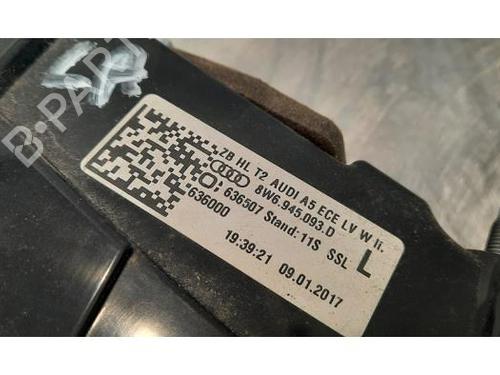 B-PARTS
ZB HL T2 AUDI A5 ECE LV W li.
8W6.945.093.D
636507 Stand: 11S SSL L
636000
19:39:21 09.01.2017